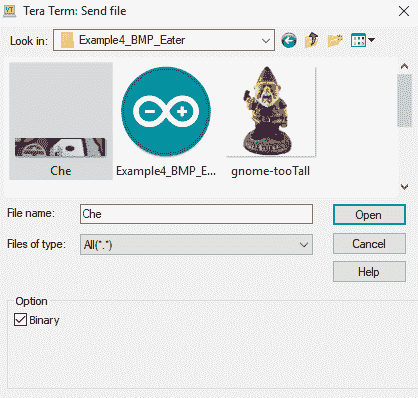 Tera Term: Send file
Look in: Example4_BMP_Eater
Che Example4_BMP_E... gnome-tooTall
File name: Che Open
Files of type: All(*.*) Cancel
Help
Option
Binary